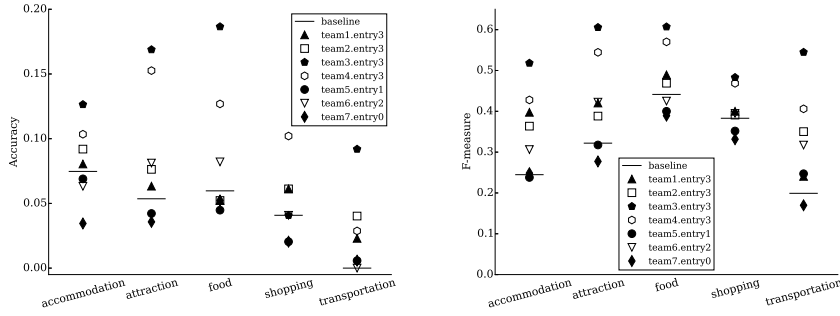 0.20
0.15
0.10
0.05
0.00
Accuracy
baseline
team1.entry3
team2.entry3
team3.entry3
team4.entry3
team5.entry1
team6.entry2
team7.entry0
accommodation
attraction
food
shopping
transportation
0.6
0.5
0.4
0.3
0.2
0.1
0.0
F-measure
baseline
team1.entry3
team2.entry3
team3.entry3
team4.entry3
team5.entry1
team6.entry2
team7.entry0
accommodation
attraction
food
shopping
transportation